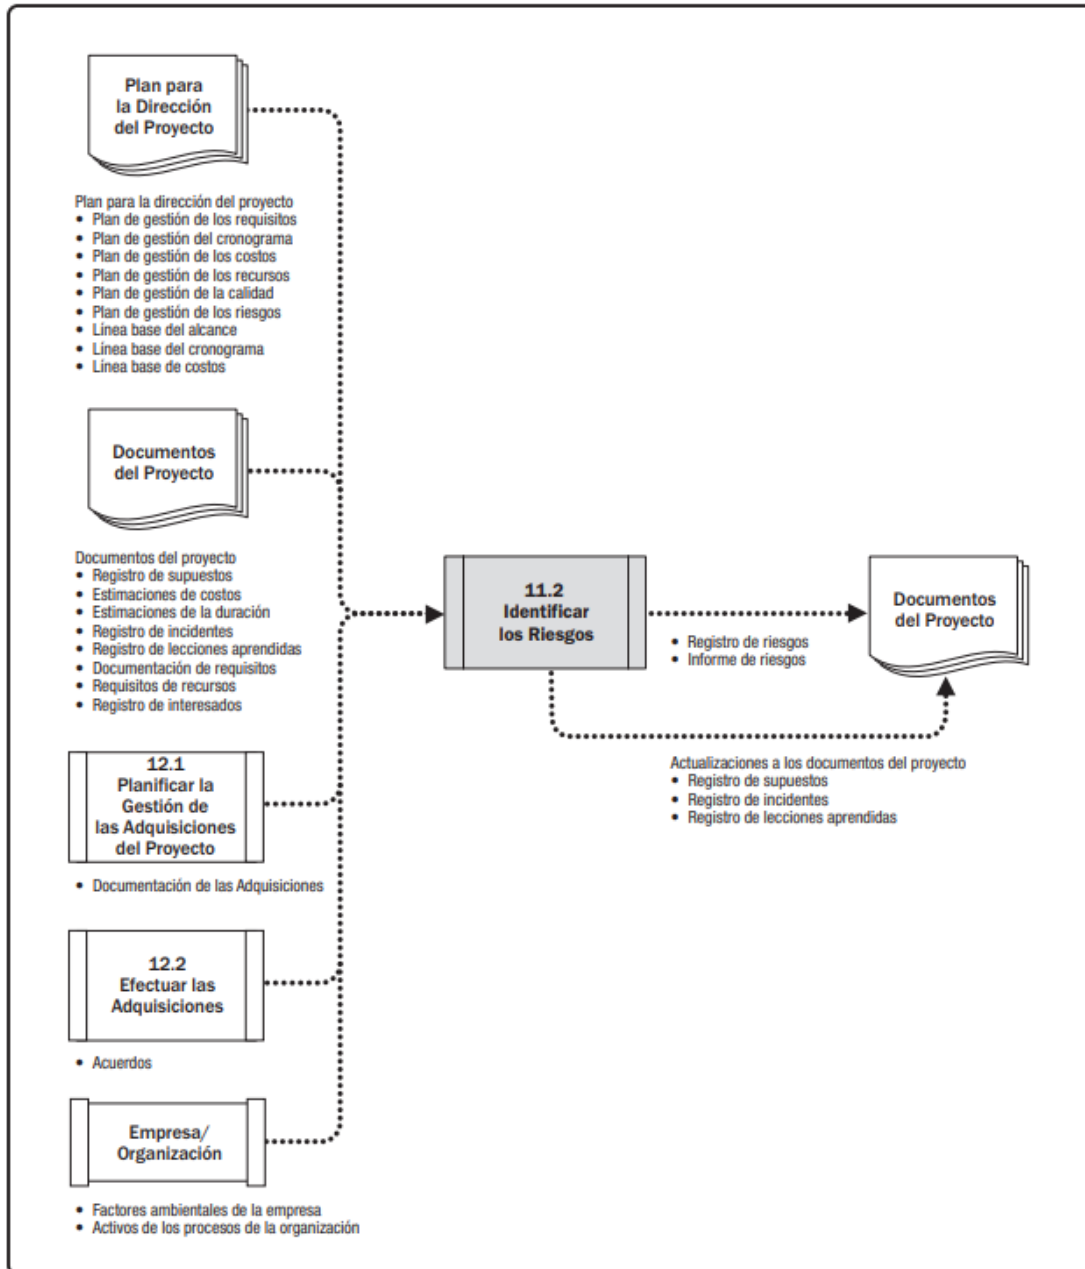 Plan para
la Dirección
del Proyecto
Plan para la dirección del proyecto
• Plan de gestión de los requisitos
• Plan de gestión del cronograma
• Plan de gestión de los costos
• Plan de gestión de los recursos
• Plan de gestión de la calidad
• Plan de gestión de los riesgos
• Línea base del alcance
• Línea base del cronograma
• Línea base de costos
Documentos
del Proyecto
Documentos del proyecto
• Registro de supuestos
• Estimaciones de costos
• Estimaciones de la duración
• Registro de incidentes
• Registro de lecciones aprendidas
• Documentación de requisitos
• Requisitos de recursos
• Registro de interesados
12.1
Planificar la
Gestión de
las Adquisiciones
del Proyecto
• Documentación de las Adquisiciones
12.2
Efectuar las
Adquisiciones
• Acuerdos
Empresa/
Organización
• Factores ambientales de la empresa
• Activos de los procesos de la organización
11.2
Identificar
los Riesgos
• Registro de riesgos
• Informe de riesgos
Documentos
del Proyecto
Actualizaciones a los documentos del proyecto
• Registro de supuestos
• Registro de incidentes
• Registro de lecciones aprendidas